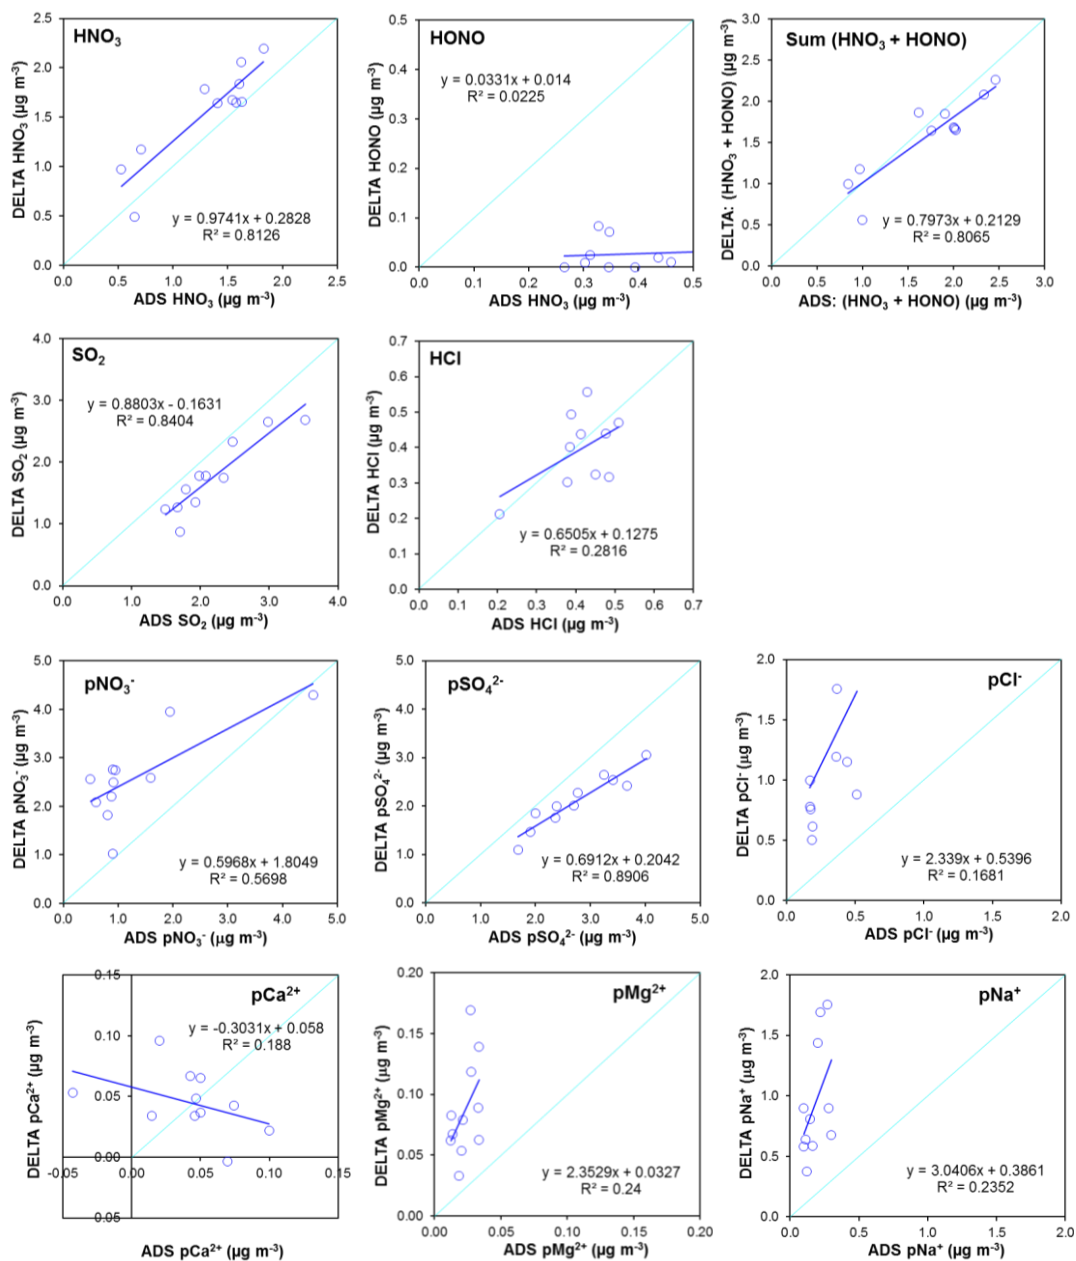 HNO3
DELTA HNO3 (µg m-3)
2.5
2.0
1.5
1.0
0.5
0.0
y = 0.9741x + 0.2828
R² = 0.8126
0.0 0.5 1.0 1.5 2.0 2.5
ADS HNO3 (µg m-3)
HONO
DELTA HONO (µg m-3)
0.5
0.4
0.3
0.2
0.1
0.0
y = 0.0331x + 0.014
R² = 0.0225
0.0 0.1 0.2 0.3 0.4 0.5
ADS HNO3 (µg m-3)
Sum (HNO3 + HONO)
DELTA: (HNO3 + HONO) (µg m-3)
3.0
2.5
2.0
1.5
1.0
0.5
0.0
y = 0.7973x + 0.2129
R² = 0.8065
0.0 0.5 1.0 1.5 2.0 2.5 3.0
ADS: (HNO3 + HONO) (µg m-3)
SO2
DELTA SO2 (µg m-3)
4.0
3.0
2.0
1.0
0.0
y = 0.8803x - 0.1631
R² = 0.8404
0.0 1.0 2.0 3.0 4.0
ADS SO2 (µg m-3)
HCl
DELTA HCl (µg m-3)
0.7
0.6
0.5
0.4
0.3
0.2
0.1
0.0
y = 0.6505x + 0.1275
R² = 0.2816
0.0 0.1 0.2 0.3 0.4 0.5 0.6 0.7
ADS HCl (µg m-3)
pNO3-
DELTA pNO3- (µg m-3)
5.0
4.0
3.0
2.0
1.0
0.0
y = 0.5968x + 1.8049
R² = 0.5698
0.0 1.0 2.0 3.0 4.0 5.0
ADS pNO3- (µg m-3)
pSO42-
DELTA pSO42- (µg m-3)
5.0
4.0
3.0
2.0
1.0
0.0
y = 0.6912x + 0.2042
R² = 0.8906
0.0 1.0 2.0 3.0 4.0 5.0
ADS pSO42- (µg m-3)
pCl-
DELTA pCl- (µg m-3)
2.0
1.5
1.0
0.5
0.0
y = 2.339x + 0.5396
R² = 0.1681
0.0 0.5 1.0 1.5 2.0
ADS pCl- (µg m-3)
pCa2+
DELTA pCa2+ (µg m-3)
0.15
0.10
0.05
0.00
0.05
y = -0.3031x + 0.058
R² = 0.188
-0.05 0.00 0.05 0.10 0.15
ADS pCa2+ (µg m-3)
pMg2+
DELTA pMg2+ (µg m-3)
0.20
0.15
0.10
0.05
0.00
y = 2.3529x + 0.0327
R² = 0.24
0.00 0.05 0.10 0.15 0.20
ADS pMg2+ (µg m-3)
pNa+
DELTA pNa+ (µg m-3)
2.0
1.5
1.0
0.5
0.0
y = 3.0406x + 0.3861
R² = 0.2352
0.0 0.5 1.0 1.5 2.0
ADS pNa+ (µg m-3)